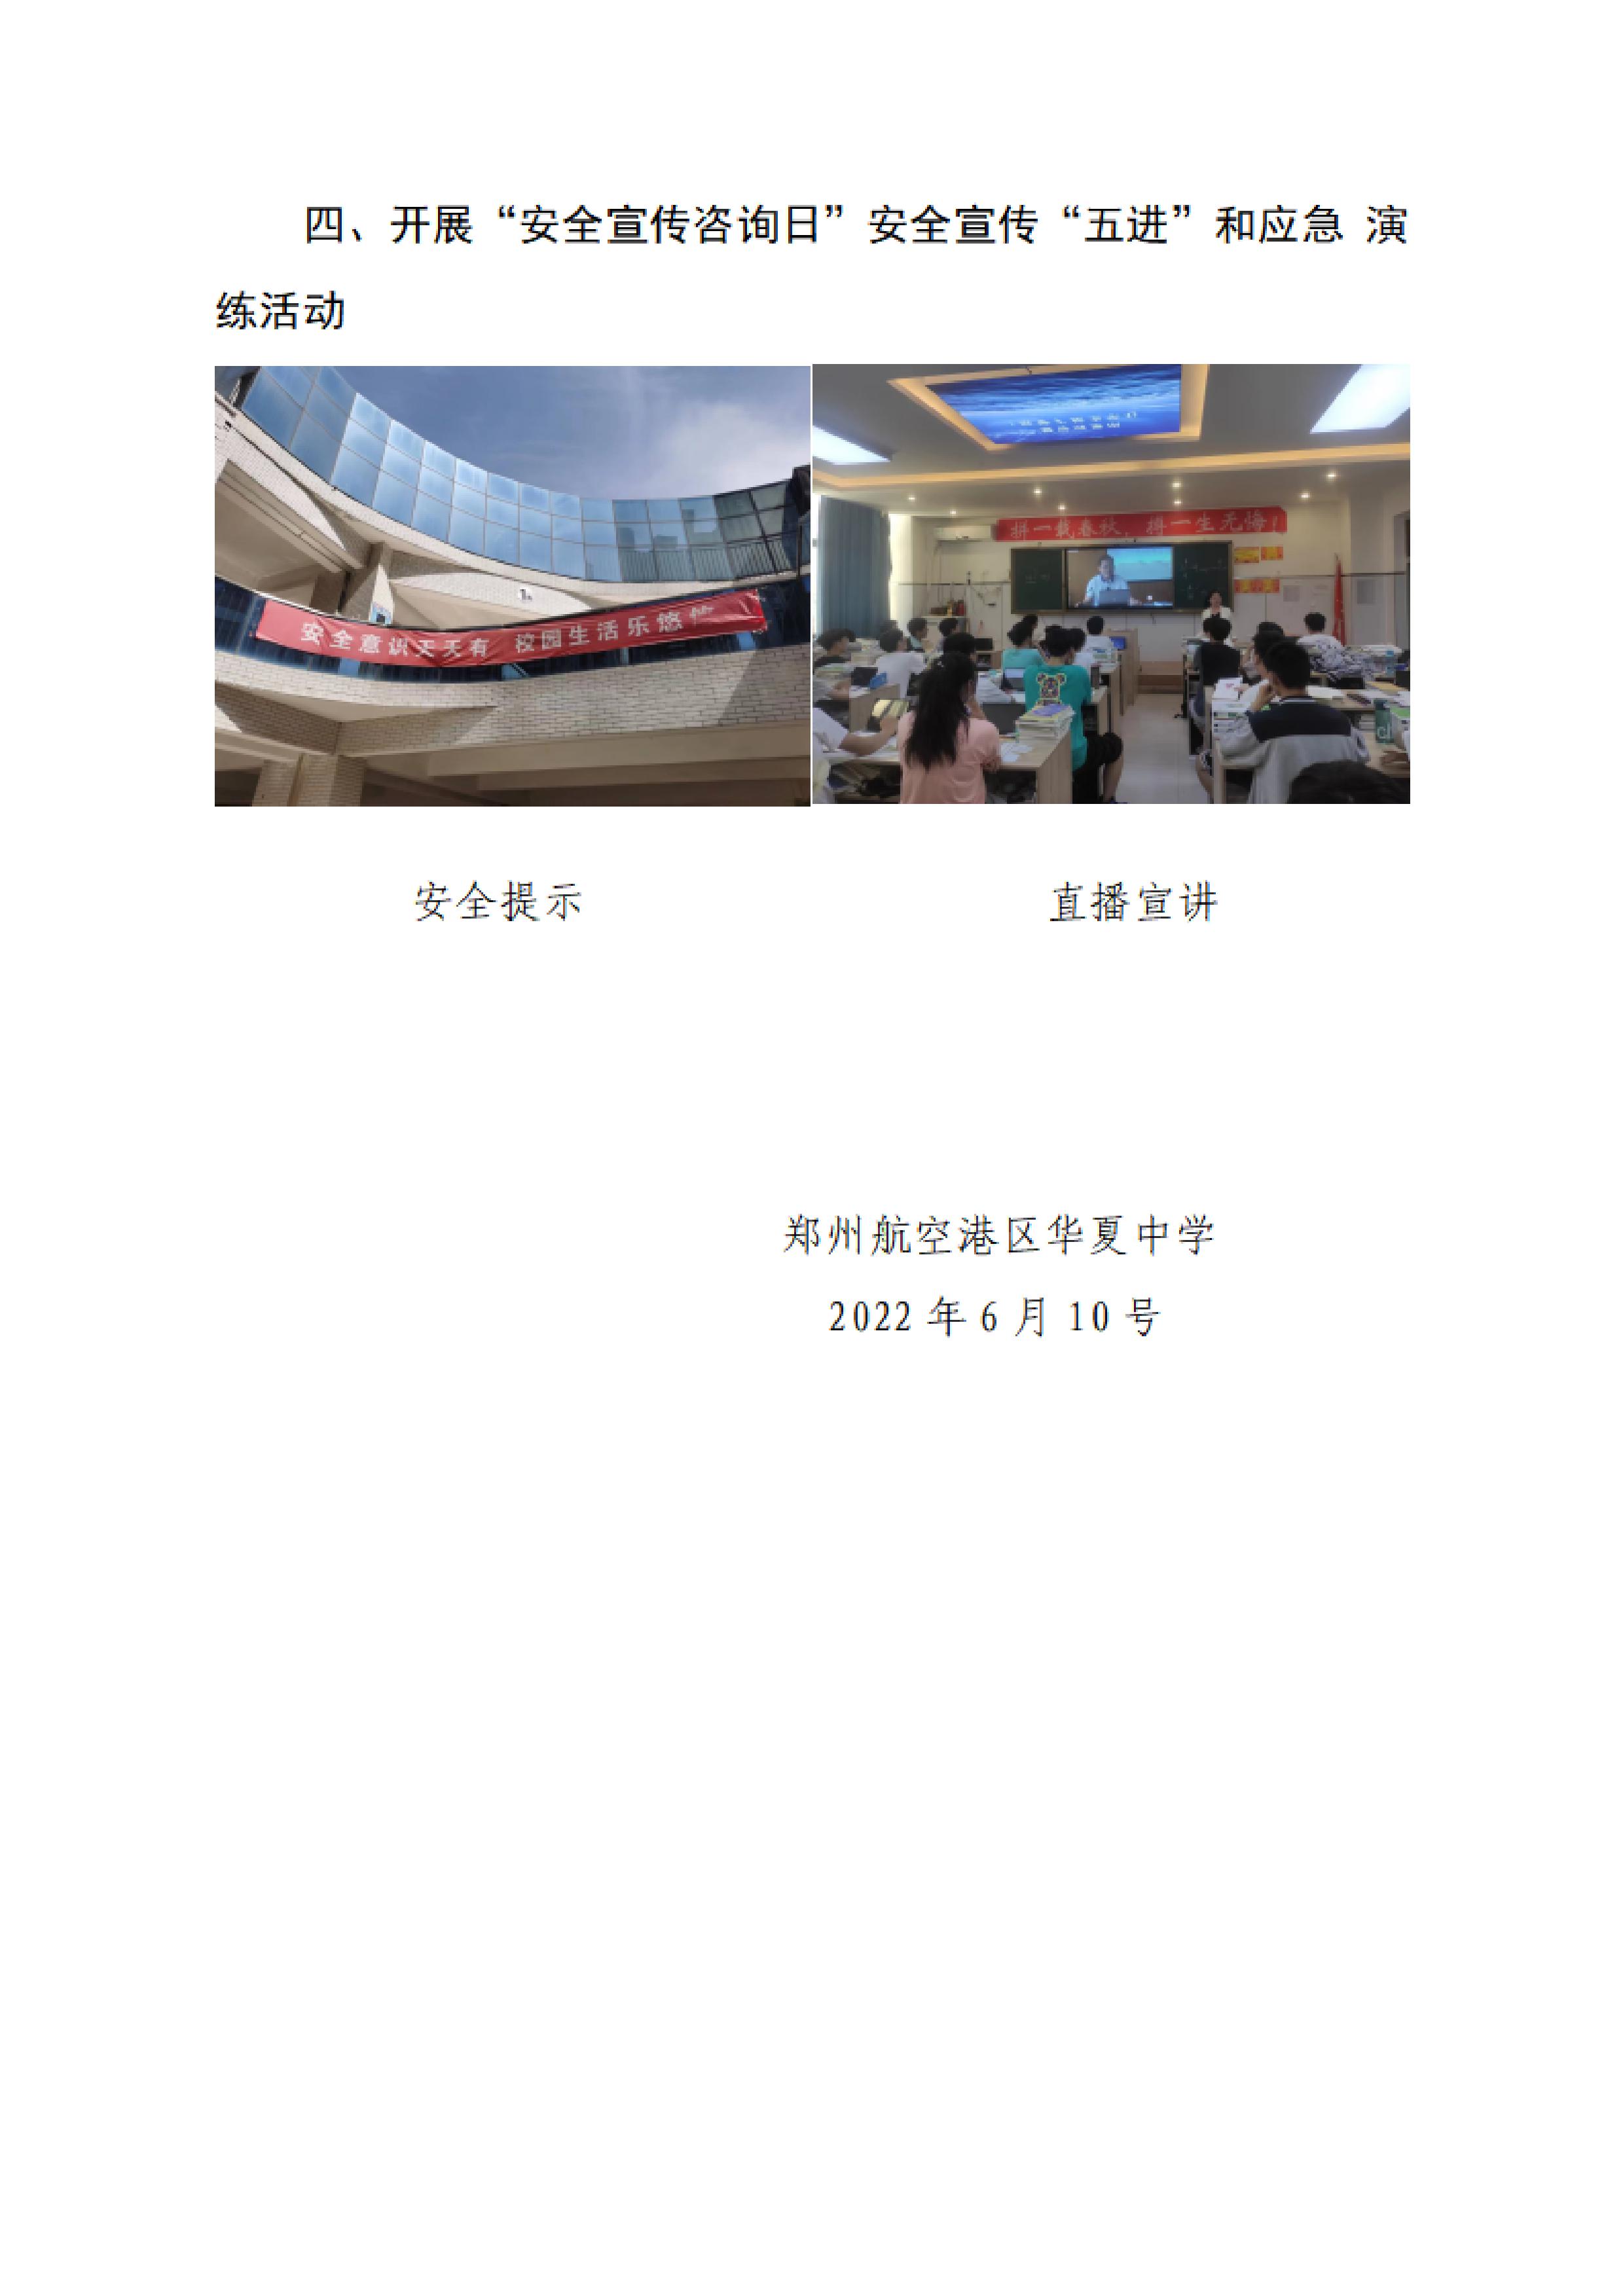 四、开展“安全宣传咨询日”安全宣传“五进”和应急 演
练活动
安全意识天天有 校园生活乐悠悠
拼一载春秋，搏一生无悔！
安全提示
直播宣讲
郑州航空港区华夏中学
2022 年 6 月 10 号